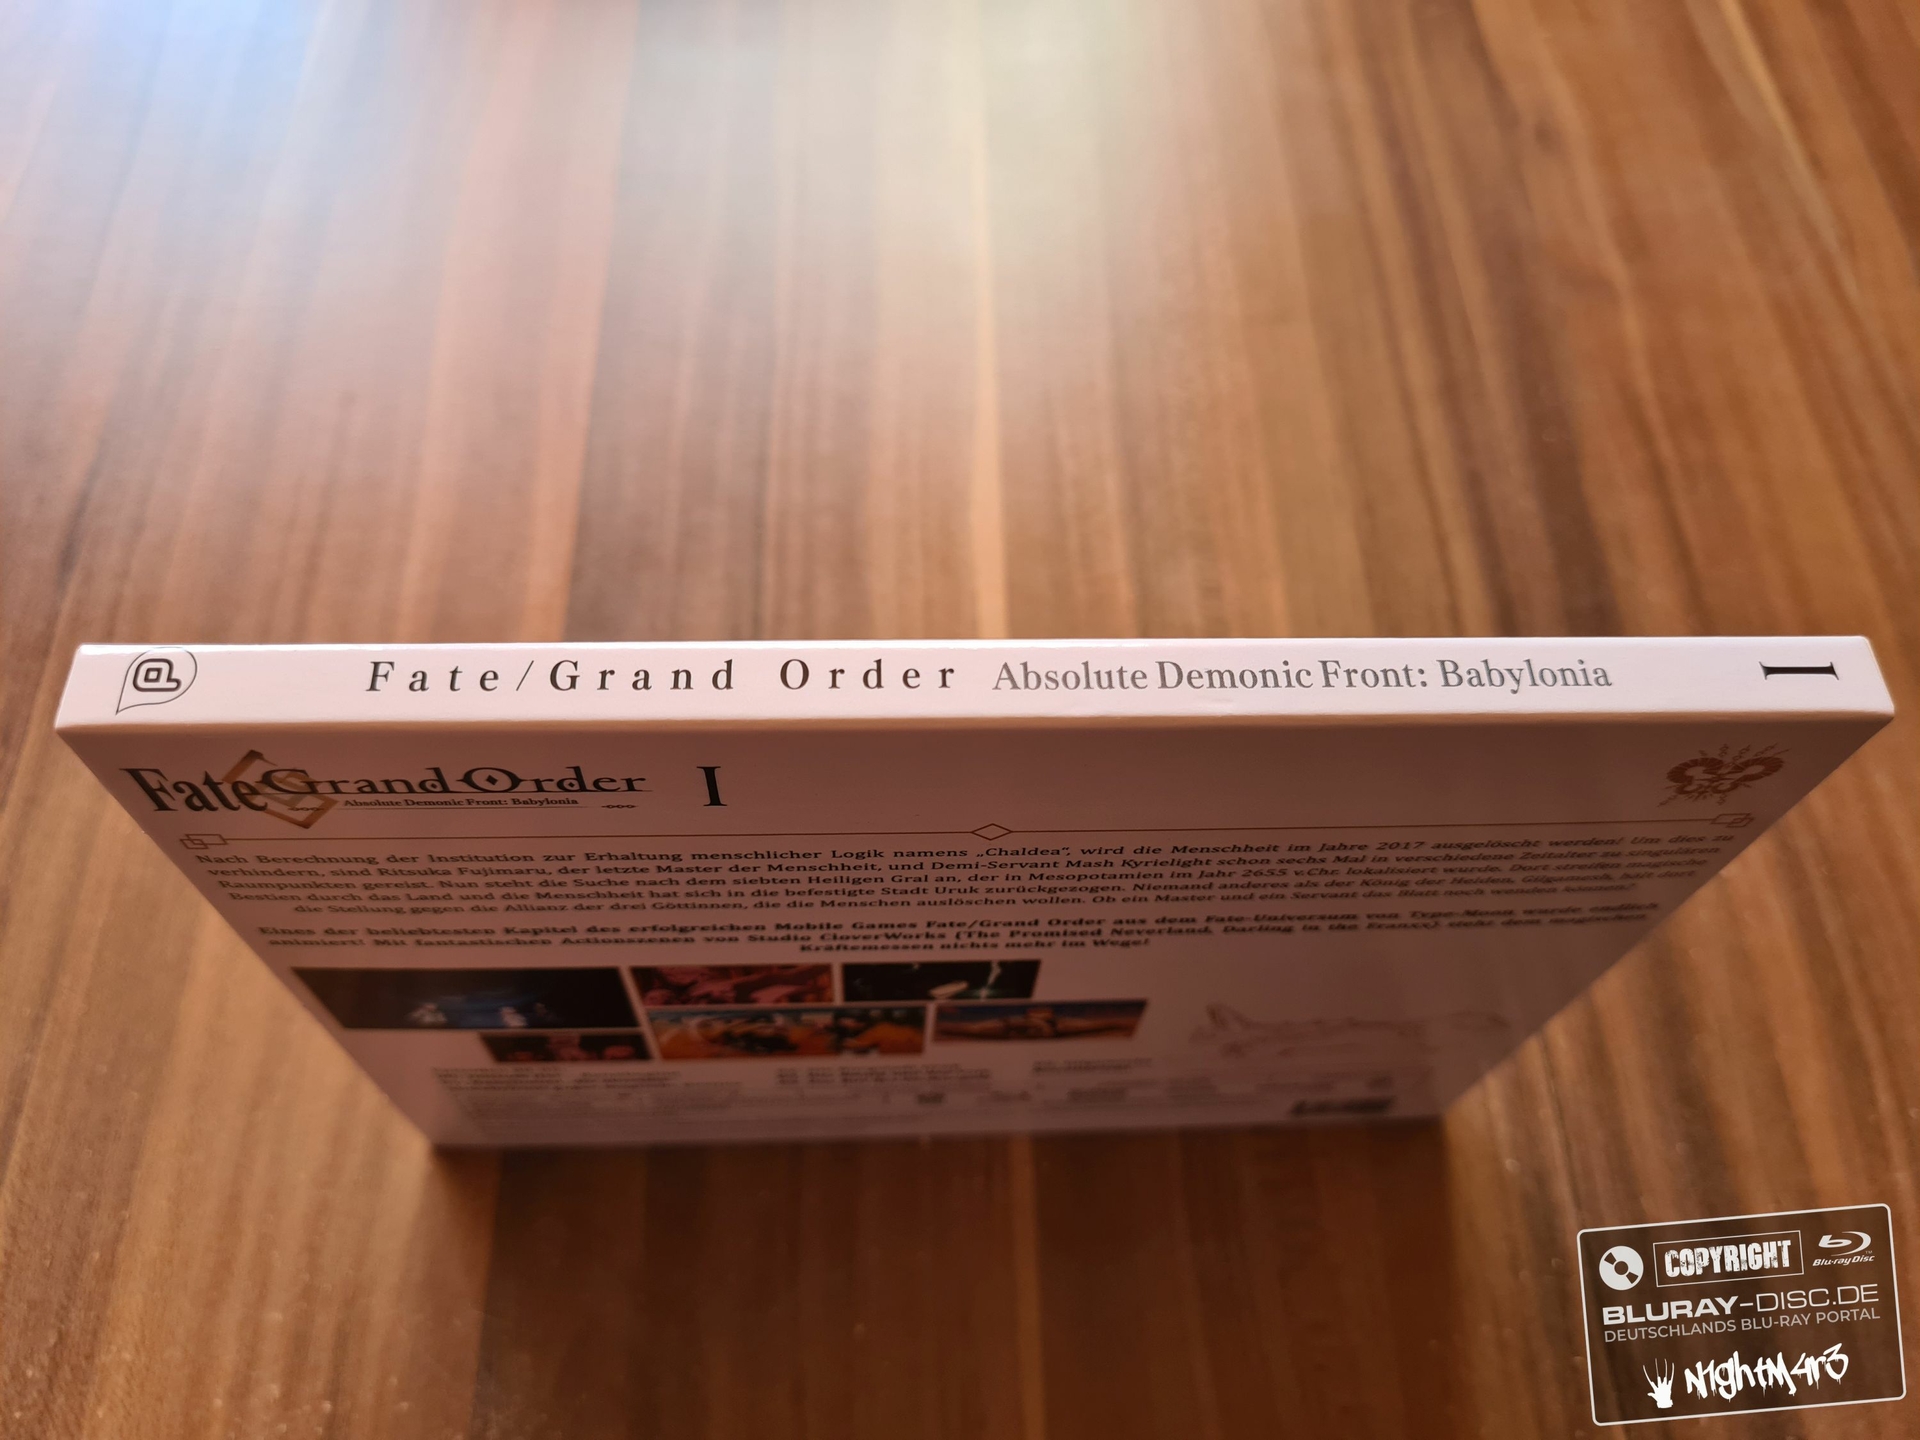 Fate/Grand Order Absolute Demonic Front: Babylonia I
Fate Grand Order I
Absolute Demonic Front: Babylonia
Nach Berechnung der Institution zur Erhaltung menschlicher Logik namens „Chaldea“, wird die Menschheit im Jahre 2017 ausgelöscht werden! Um dies zu
verhindern, sind Ritsuka Fujimaru, der letzte Master der Menschheit, und Demi-Servant Mash Kyrielight schon sechs Mal in verschiedene Zeitalter zu singulären
Raumpunkten gereist. Nun steht die Suche nach dem siebten Heiligen Gral an, der in Mesopotamien im Jahr 2655 v.Chr. lokalisiert wurde. Dort streifen magische
Bestien durch das Land und die Menschheit hat sich in die befestigte Stadt Uruk zurückgezogen. Niemand anderes als der König der Helden, Gilgamesh, hält dort
die Stellung gegen die Allianz der drei Göttinnen, die die Menschen auslöschen wollen. Ob ein Master und ein Servant das Blatt noch wenden können?
Eines der beliebtesten Kapitel des erfolgreichen Mobile Games Fate/Grand Order aus dem Fate-Universum von Type-Moon wurde endlich
animiert! Mit fantastischen Actionszenen von Studio CloverWorks (The Promised Neverland, Darling in the Franxx) steht dem magischen
Kräftemessen nichts mehr im Wege!
COPYRIGHT
Blu-ray Disc
BLURAY-DISC.DE
DEUTSCHLANDS BLU-RAY PORTAL
N1ghtM4r3